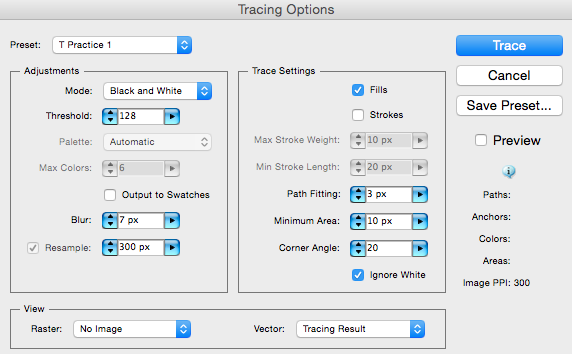 Tracing Options
Preset: T Practice 1
Trace
Cancel
Save Preset...
Preview
Adjustments
Mode: Black and White
Threshold: 128
Palette: Automatic
Max Colors: 6
Output to Swatches
Blur: 7 px
Resample: 300 px
Trace Settings
Fills
Strokes
Max Stroke Weight: 10 px
Min Stroke Length: 20 px
Path Fitting: 3 px
Minimum Area: 10 px
Corner Angle: 20
Ignore White
Paths:
Anchors:
Colors:
Areas:
Image PPI: 300
View
Raster: No Image
Vector: Tracing Result